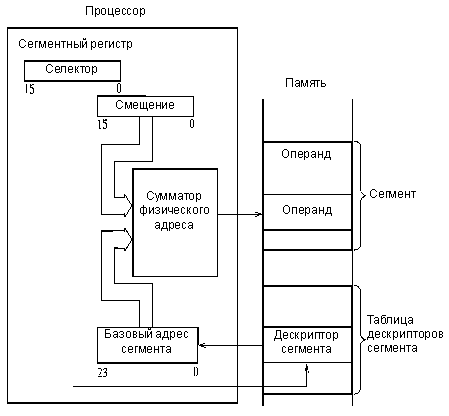 Процессор
Сегментный регистр
Селектор
15 0
Смещение
15 0
Память
Операнд
Сумматор
физического
адреса
Операнд
Сегмент
Базовый адрес
сегмента
23 0
Дескриптор
сегмента
Таблица
дескрипторов
сегмента